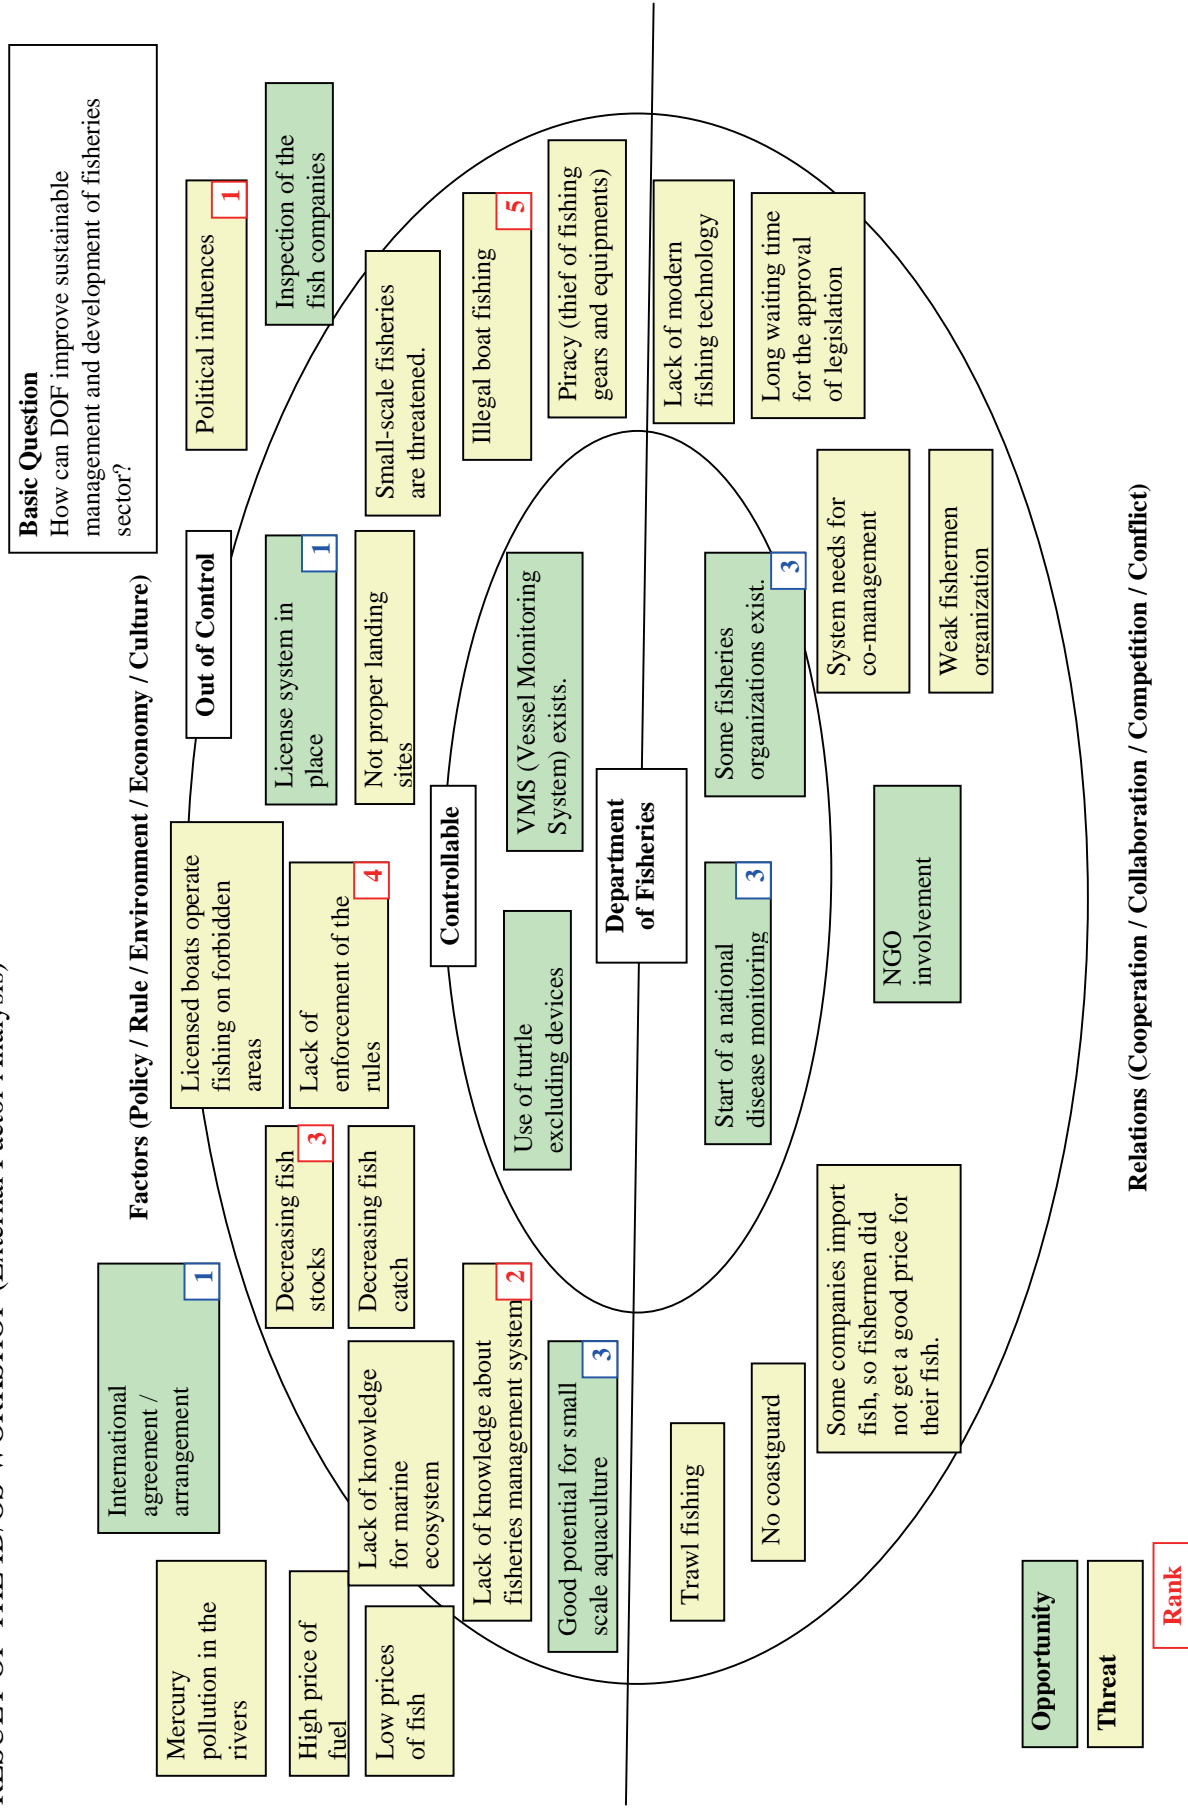 RESULT OF THE ID/OS WORKSHOP (External Factor Analysis)
Basic Question
How can DOF improve sustainable
management and development of fisheries
sector?
Factors (Policy / Rule / Environment / Economy / Culture)
International
agreement /
arrangement
1
Mercury
pollution in the
rivers
Licensed boats operate
fishing on forbidden
areas
Out of Control
Political influences
1
Decreasing fish
stocks
3
License system in
place
1
Inspection of the
fish companies
High price of
fuel
Lack of
enforcement of the
rules
4
Lack of knowledge
for marine
ecosystem
Decreasing fish
catch
Not proper landing
sites
Low prices
of fish
Small-scale fisheries
are threatened.
Controllable
Lack of knowledge about
fisheries management system
2
Illegal boat fishing
5
Use of turtle
excluding devices
VMS (Vessel Monitoring
System) exists.
Good potential for small
scale aquaculture
3
Piracy (thief of fishing
gears and equipments)
Department
of Fisheries
Trawl fishing
Lack of modern
fishing technology
Start of a national
disease monitoring
3
Some fisheries
organizations exist.
3
No coastguard
Long waiting time
for the approval
of legislation
Some companies import
fish, so fishermen did
not get a good price for
their fish.
System needs for
co-management
NGO
involvement
Weak fishermen
organization
Opportunity
Threat
Rank
Relations (Cooperation / Collaboration / Competition / Conflict)